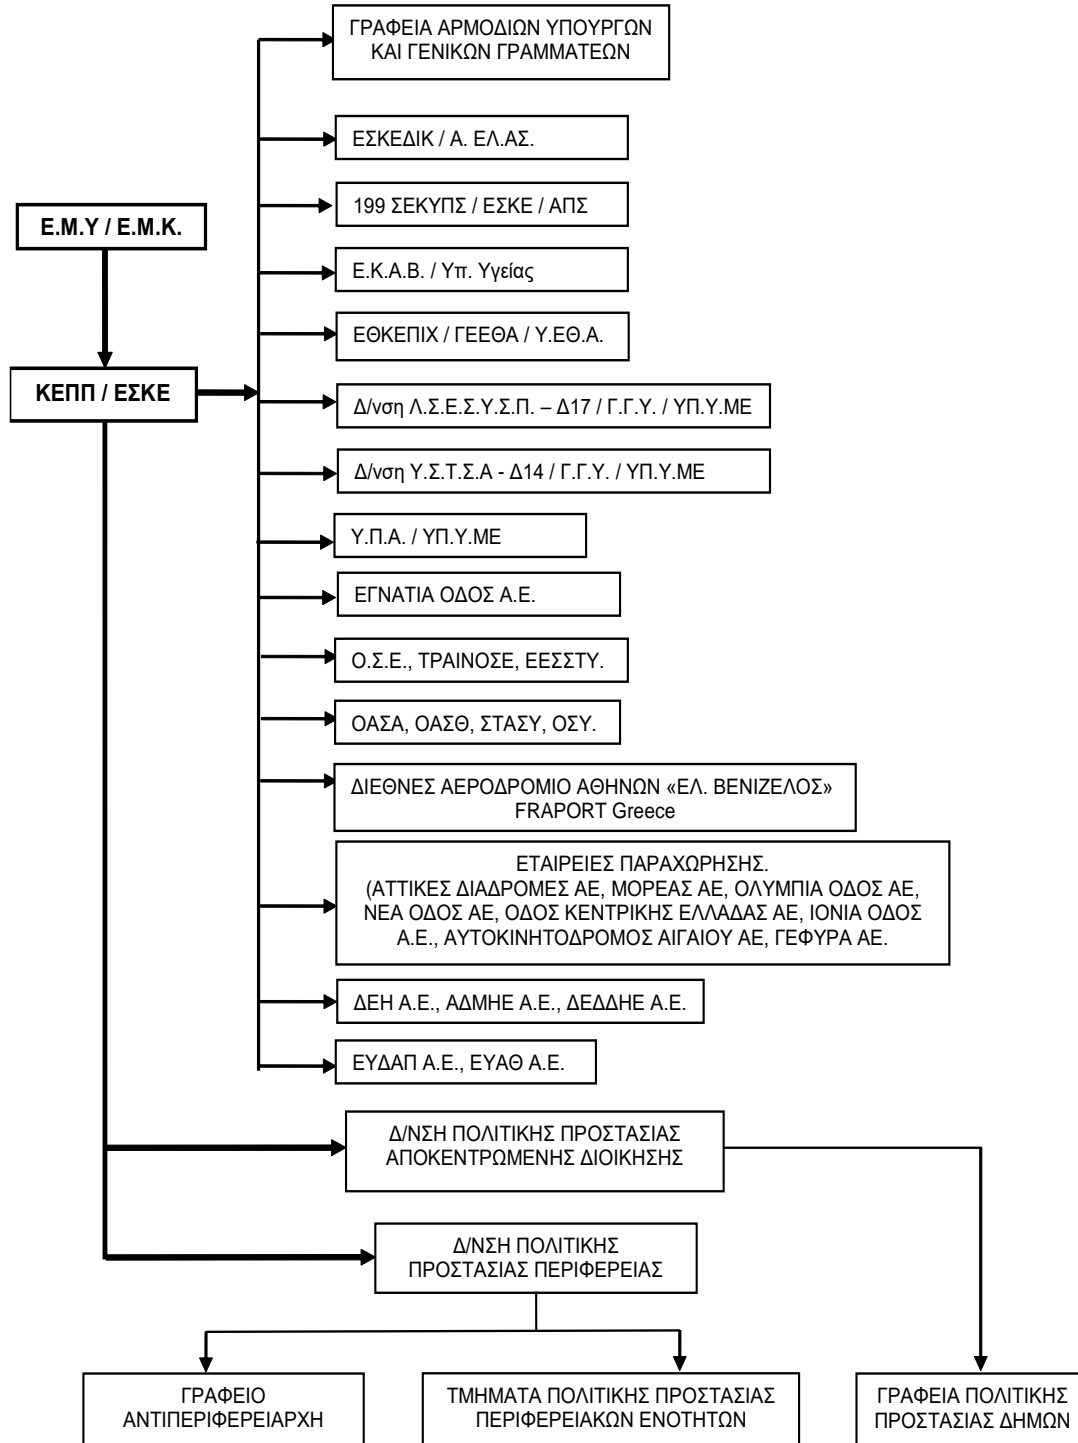 ΓΡΑΦΕΙΑ ΑΡΜΟΔΙΩΝ ΥΠΟΥΡΓΩΝ
ΚΑΙ ΓΕΝΙΚΩΝ ΓΡΑΜΜΑΤΕΩΝ
ΕΣΚΕΔΙΚ / Α. ΕΛ.ΑΣ.
199 ΣΕΚΥΠΣ / ΕΣΚΕ / ΑΠΣ
Ε.Μ.Υ / Ε.Μ.Κ.
Ε.Κ.Α.Β. / Υπ. Υγείας
ΕΘΚΕΠΙΧ / ΓΕΕΘΑ / Υ.ΕΘ.Α.
ΚΕΠΠ / ΕΣΚΕ
Δ/νση Λ.Σ.Ε.Σ.Υ.Σ.Π. – Δ17 / Γ.Γ.Υ. / ΥΠ.Υ.ΜΕ
Δ/νση Υ.Σ.Τ.Σ.Α - Δ14 / Γ.Γ.Υ. / ΥΠ.Υ.ΜΕ
Υ.Π.Α. / ΥΠ.Υ.ΜΕ
ΕΓΝΑΤΙΑ ΟΔΟΣ Α.Ε.
Ο.Σ.Ε., ΤΡΑΙΝΟΣΕ, ΕΕΣΣΤΥ.
ΟΑΣΑ, ΟΑΣΘ, ΣΤΑΣΥ, ΟΣΥ.
ΔΙΕΘΝΕΣ ΑΕΡΟΔΡΟΜΙΟ ΑΘΗΝΩΝ «ΕΛ. ΒΕΝΙΖΕΛΟΣ»
FRAPORT Greece
ΕΤΑΙΡΕΙΕΣ ΠΑΡΑΧΩΡΗΣΗΣ.
(ΑΤΤΙΚΕΣ ΔΙΑΔΡΟΜΕΣ ΑΕ, ΜΟΡΕΑΣ ΑΕ, ΟΛΥΜΠΙΑ ΟΔΟΣ ΑΕ,
ΝΕΑ ΟΔΟΣ ΑΕ, ΟΔΟΣ ΚΕΝΤΡΙΚΗΣ ΕΛΛΑΔΑΣ ΑΕ, ΙΟΝΙΑ ΟΔΟΣ
Α.Ε., ΑΥΤΟΚΙΝΗΤΟΔΡΟΜΟΣ ΑΙΓΑΙΟΥ ΑΕ, ΓΕΦΥΡΑ ΑΕ.
ΔΕΗ Α.Ε., ΑΔΜΗΕ Α.Ε., ΔΕΔΔΗΕ Α.Ε.
ΕΥΔΑΠ Α.Ε., ΕΥΑΘ Α.Ε.
Δ/ΝΣΗ ΠΟΛΙΤΙΚΗΣ ΠΡΟΣΤΑΣΙΑΣ
ΑΠΟΚΕΝΤΡΩΜΕΝΗΣ ΔΙΟΙΚΗΣΗΣ
Δ/ΝΣΗ ΠΟΛΙΤΙΚΗΣ
ΠΡΟΣΤΑΣΙΑΣ ΠΕΡΙΦΕΡΕΙΑΣ
ΓΡΑΦΕΙΟ
ΑΝΤΙΠΕΡΙΦΕΡΕΙΑΡΧΗ
ΤΜΗΜΑΤΑ ΠΟΛΙΤΙΚΗΣ ΠΡΟΣΤΑΣΙΑΣ
ΠΕΡΙΦΕΡΕΙΑΚΩΝ ΕΝΟΤΗΤΩΝ
ΓΡΑΦΕΙΑ ΠΟΛΙΤΙΚΗΣ
ΠΡΟΣΤΑΣΙΑΣ ΔΗΜΩΝ